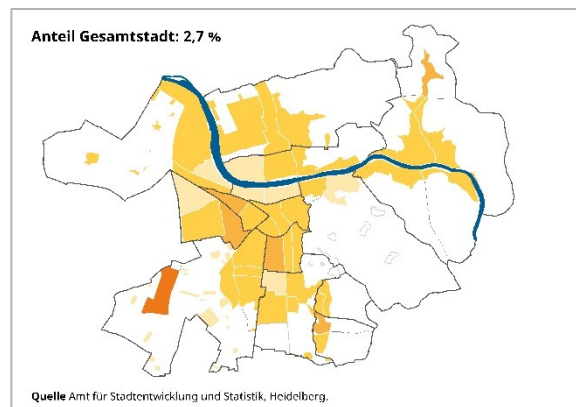 Anteil Gesamtstadt: 2,7 %
Quelle Amt für Stadtentwicklung und Statistik, Heidelberg.